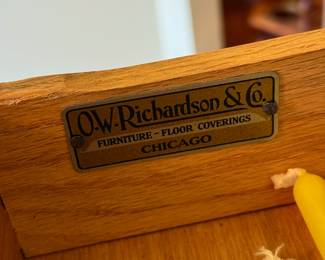 O.W. Richardson & Co.
FURNITURE - FLOOR COVERINGS
CHICAGO